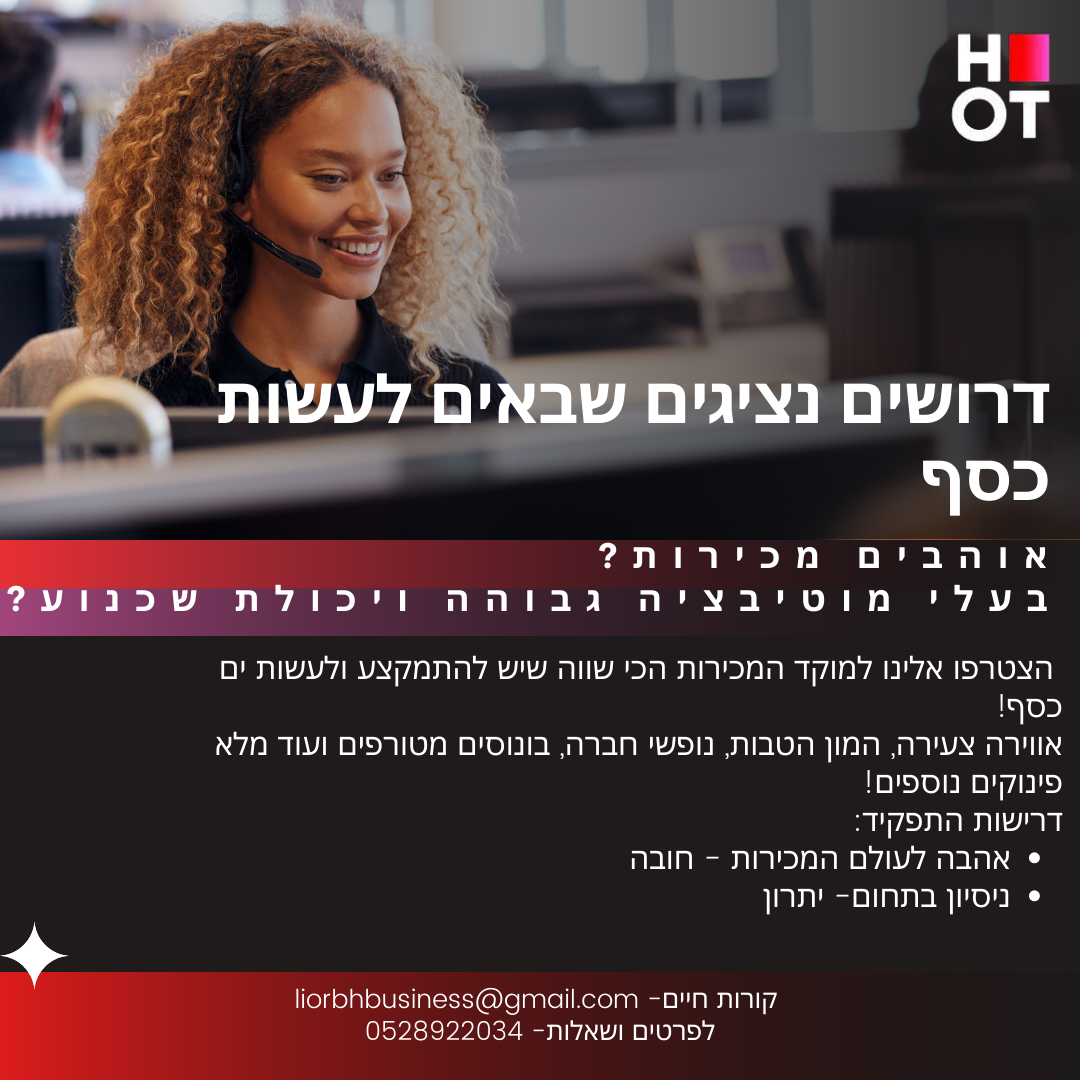 H
OT
דרושים נציגים שבאים לעשות
כסף
אוהבים מכירות?
בעלי מוטיבציה גבוהה ויכולת שכנוע?
הצטרפו אלינו למוקד המכירות הכי שווה שיש להתמקצע ולעשות ים
כסף!
אווירה צעירה, המון הטבות, נופשי חברה, בונוסים מטורפים ועוד מלא
פינוקים נוספים!
דרישות התפקיד:
• אהבה לעולם המכירות - חובה
• ניסיון בתחום- יתרון
קורות חיים- liorbhbusiness@gmail.com
לפרטים ושאלות- 0528922034